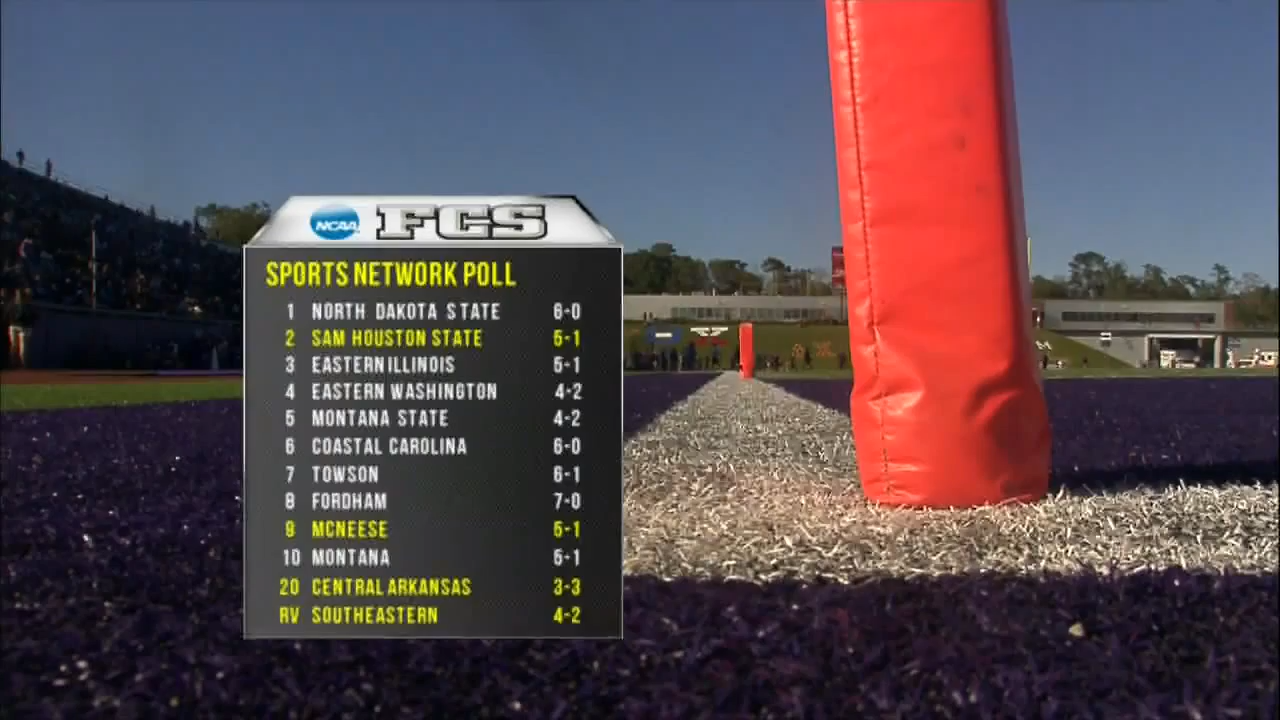 NCAA FCS
SPORTS NETWORK POLL
1 NORTH DAKOTA STATE 6-0
2 SAM HOUSTON STATE 5-1
3 EASTERN ILLINOIS 5-1
4 EASTERN WASHINGTON 4-2
5 MONTANA STATE 4-2
6 COASTAL CAROLINA 6-0
7 TOWSON 6-1
8 FORDHAM 7-0
9 MCNEESE 5-1
10 MONTANA 5-1
20 CENTRAL ARKANSAS 3-3
RV SOUTHEASTERN 4-2